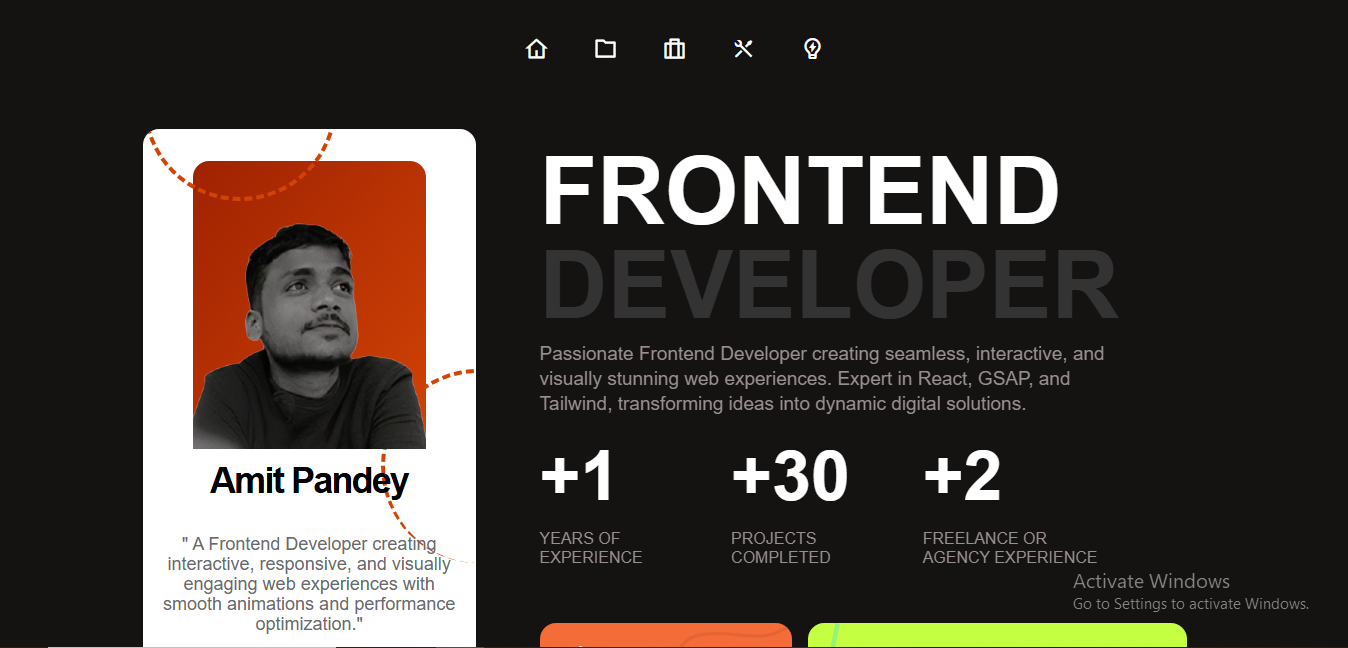 FRONTEND
DEVELOPER
Passionate Frontend Developer creating seamless, interactive, and
visually stunning web experiences. Expert in React, GSAP, and
Tailwind, transforming ideas into dynamic digital solutions.
+1
YEARS OF
EXPERIENCE
+30
PROJECTS
COMPLETED
+2
FREELANCE OR
AGENCY EXPERIENCE
Amit Pandey
" A Frontend Developer creating
interactive, responsive, and visually
engaging web experiences with
smooth animations and performance
optimization."
Activate Windows
Go to Settings to activate Windows.